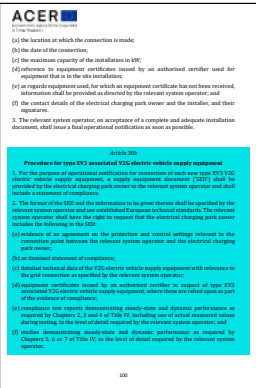 ACER
(a) the location at which the connection is made;
(b) the date of the connection;
(c) the maximum capacity of the installation in kW;
(d) reference to equipment certificates issued by an authorised certifier used for
equipment that is in the site installation;
(e) as regards equipment used, for which an equipment certificate has not been received,
information shall be provided as directed by the relevant system operator; and
(f) the contact details of the electrical charging park owner and the installer, and their
signatures.
3. The relevant system operator, on acceptance of a complete and adequate installation
document, shall issue a final operational notification as soon as possible.
Article 30b
Procedure for type EV3 associated V2G electric vehicle supply equipment
1. For the purpose of operational notification for connection of each new type EV3 V2G
electric vehicle supply equipment, a supply equipment document ('SED') shall be
provided by the electrical charging park owner to the relevant system operator and shall
include a statement of compliance.
2. The format of the SED and the information to be given therein shall be specified by the
relevant system operator and use established European technical standards. The relevant
system operator shall have the right to request that the electrical charging park owner
includes the following in the SED:
(a) evidence of an agreement on the protection and control settings relevant to the
connection point between the relevant system operator and the electrical charging
park owner;
(b) an itemised statement of compliance;
(c) detailed technical data of the V2G electric vehicle supply equipment with relevance to
the grid connection as specified by the relevant system operator;
(d) equipment certificates issued by an authorised certifier in respect of type EV3
associated V2G electric vehicle supply equipment, where these are relied upon as part
of the evidence of compliance;
(e) compliance test reports demonstrating steady-state and dynamic performance as
required by Chapters 2, 3 and 4 of Title IV, including use of actual measured values
during testing, to the level of detail required by the relevant system operator; and
(f) studies demonstrating steady-state and dynamic performance as required by
Chapters 5, 6 or 7 of Title IV, to the level of detail required by the relevant system
operator.
100